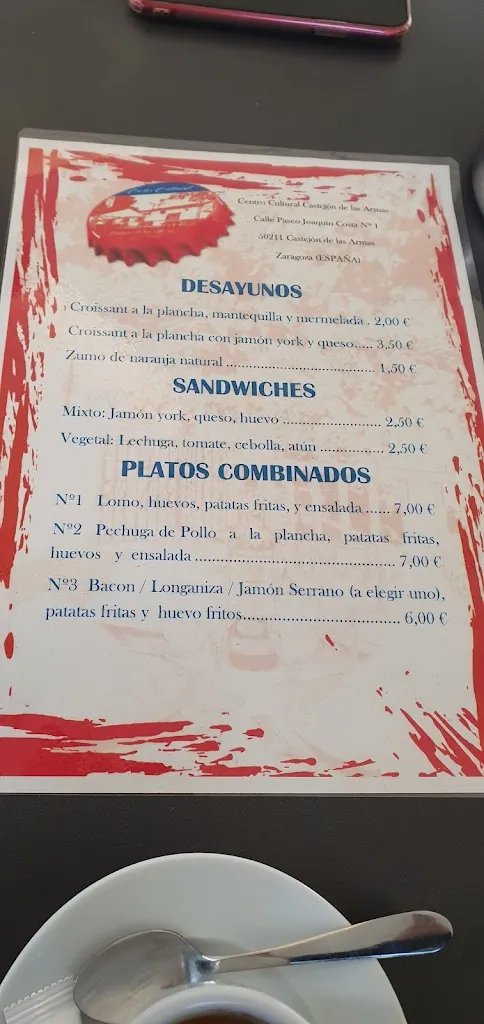 Centro Cultural
Centro Cultural Castejón de las Armas
Calle Paseo Joaquin Costa Nº 1
50211 Castejón de las Armas
Zaragoza (ESPAÑA)
DESAYUNOS
Croissant a la plancha, mantequilla y mermelada . 2,00 €
Croissant a la plancha con jamón york y queso..... 3,50 €
Zumo de naranja natural ...................................... 1,50 €
SANDWICHES
Mixto: Jamón york, queso, huevo ......................... 2,50 €
Vegetal: Lechuga, tomate, cebolla, atún ................ 2,50 €
PLATOS COMBINADOS
Nº1 Lomo, huevos, patatas fritas, y ensalada ...... 7,00 €
Nº2 Pechuga de Pollo a la plancha, patatas fritas,
huevos y ensalada ................................................. 7,00 €
Nº3 Bacon / Longaniza / Jamón Serrano (a elegir uno),
patatas fritas y huevo fritos...................................... 6,00 €